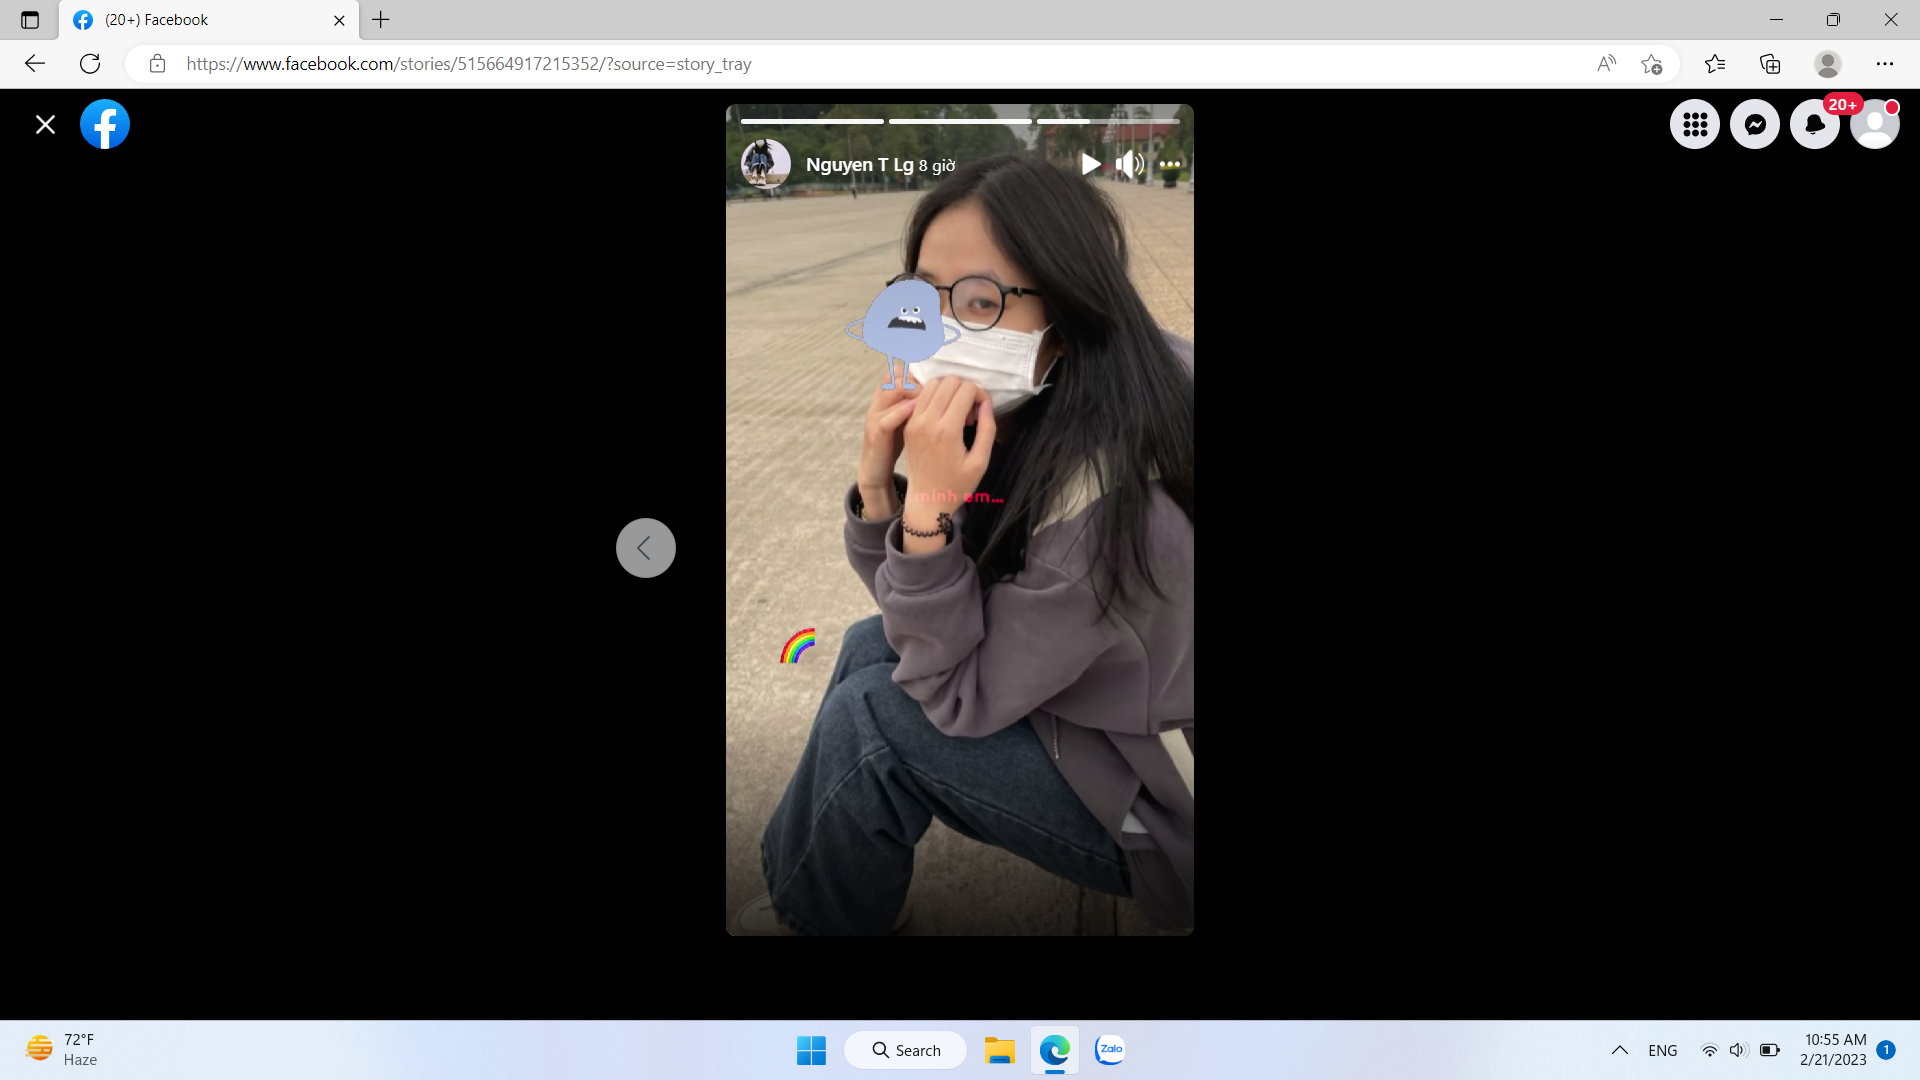 (20+) Facebook
https://www.facebook.com/stories/515664917215352/?source=story_tray
20+
Nguyen T Lg 8 giờ
minh em...
72°F
Haze
Search
Zalo
ENG
10:55 AM
2/21/2023
1